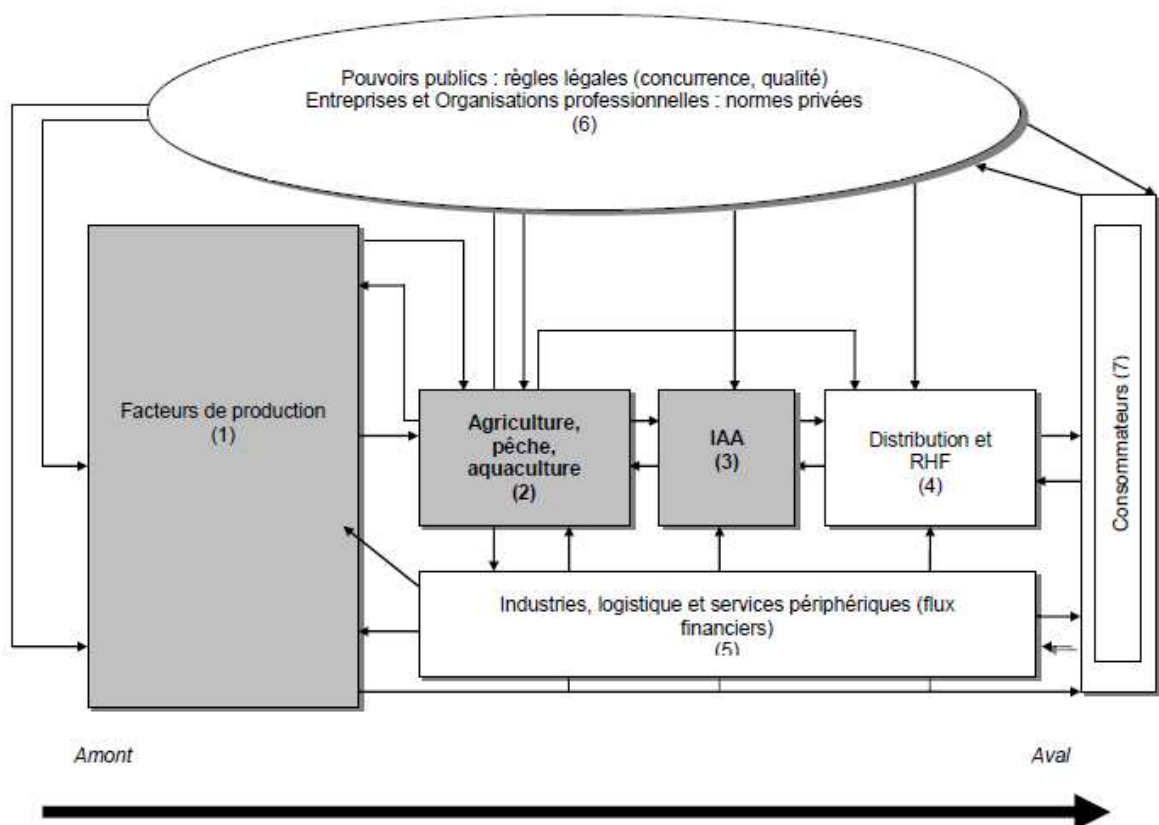 Pouvoirs publics : règles légales (concurrence, qualité)
Entreprises et Organisations professionnelles : normes privées
(6)
Facteurs de production
(1)
Agriculture,
pêche,
aquaculture
(2)
IAA
(3)
Distribution et
RHF
(4)
Consommateurs (7)
Industries, logistique et services périphériques (flux
financiers)
(5)
Amont
Aval